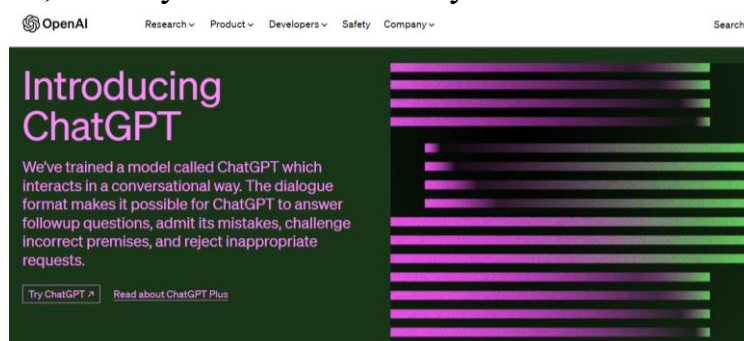 OpenAI Research Product Developers Safety Company Search
Introducing
ChatGPT
We've trained a model called ChatGPT which
interacts in a conversational way. The dialogue
format makes it possible for ChatGPT to answer
followup questions, admit its mistakes, challenge
incorrect premises, and reject inappropriate
requests.
Try ChatGPT ↗ Read about ChatGPT Plus